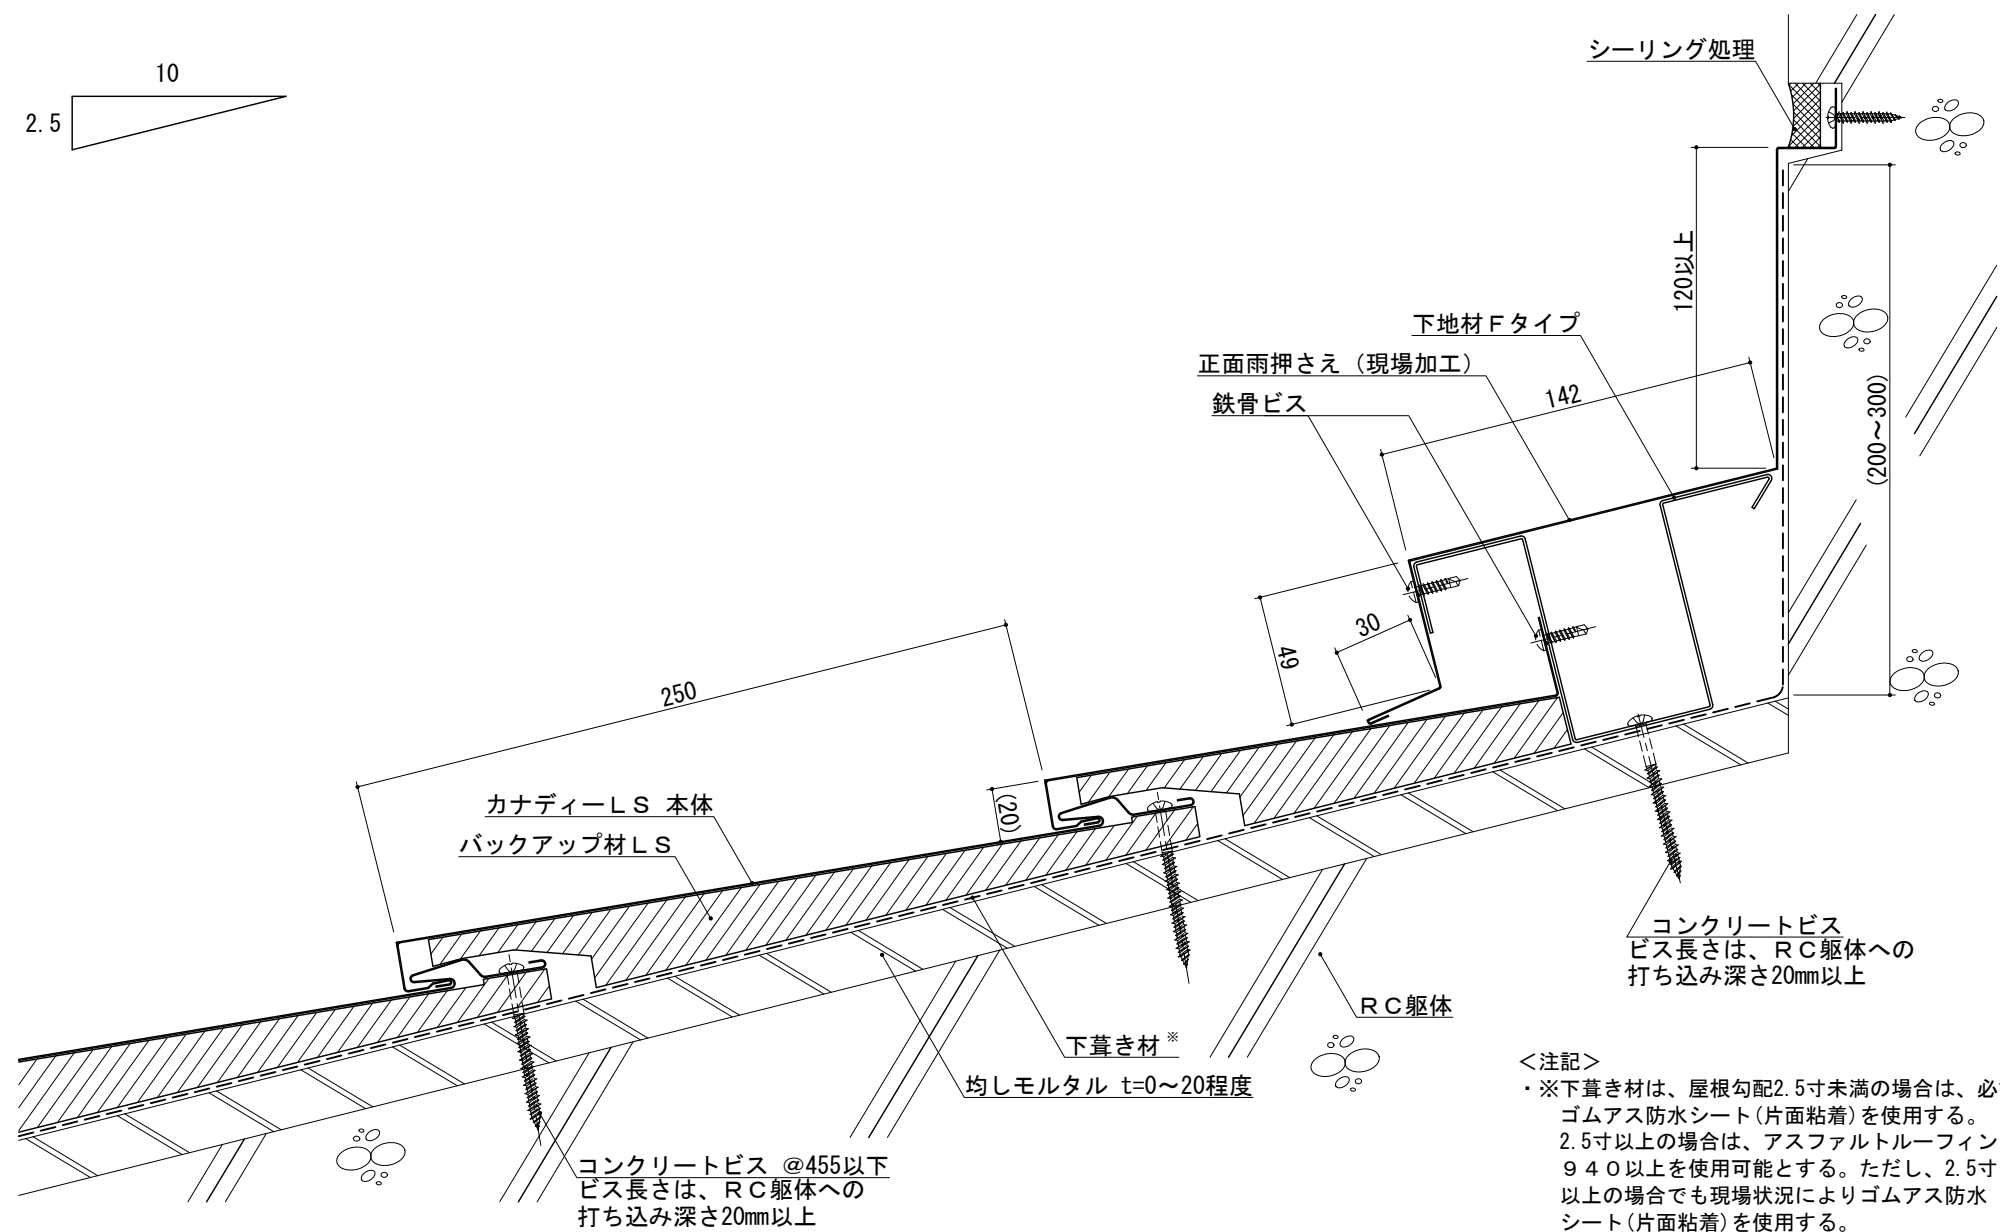 10
2.5
シーリング処理
120以上
下地材Ｆタイプ
正面雨押さえ（現場加工）
142
鉄骨ビス
(200～300)
30
49
250
カナディーＬＳ 本体
(20)
バックアップ材ＬＳ
コンクリートビス
ビス長さは、ＲＣ躯体への
打ち込み深さ20mm以上
ＲＣ躯体
下葺き材※
均しモルタル t=0～20程度
コンクリートビス @455以下
ビス長さは、ＲＣ躯体への
打ち込み深さ20mm以上
＜注記＞
・※下葺き材は、屋根勾配2.5寸未満の場合は、必
ゴムアス防水シート(片面粘着)を使用する。
2.5寸以上の場合は、アスファルトルーフィン
９４０以上を使用可能とする。ただし、2.5寸
以上の場合でも現場状況によりゴムアス防水
シート(片面粘着)を使用する。